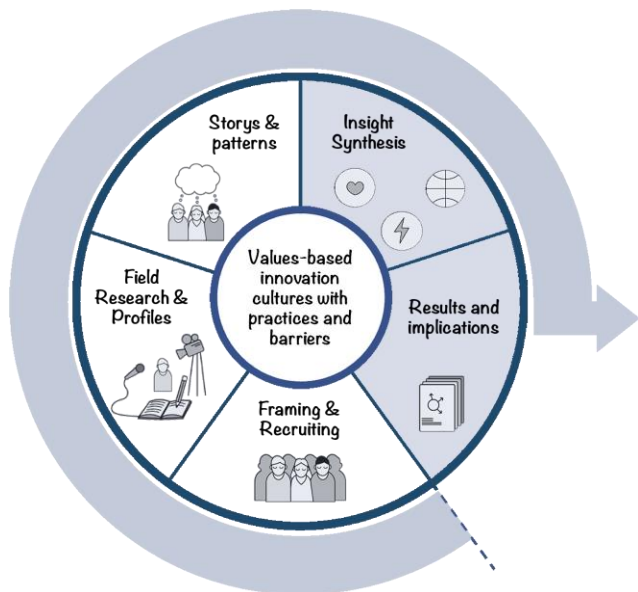 Storys &
patterns
Insight
Synthesis
Field
Research &
Profiles
Values-based
innovation
cultures with
practices and
barriers
Results and
implications
Framing &
Recruiting